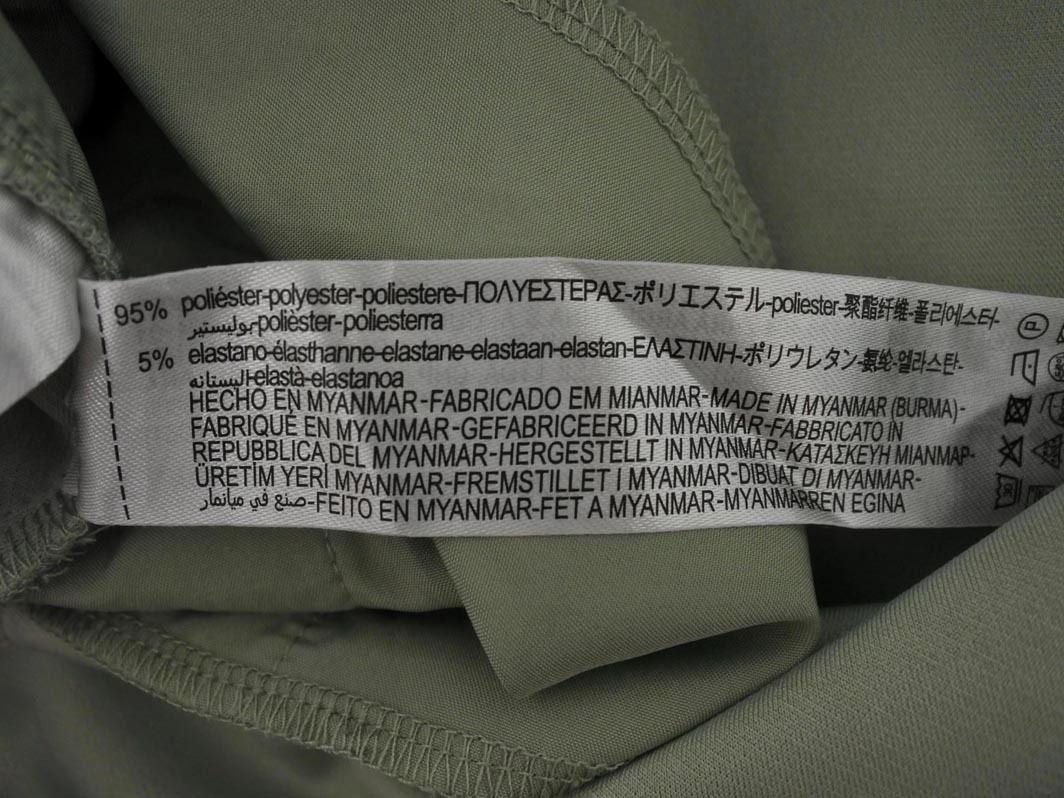 95% poliéster-polyester-poliestere-ΠΟΛΥΕΣΤΕΡΑΣ-ポリエステル-poliester-聚酯纤维-폴리에스터-
بوليستير-polièster-poliesterra
5% elastano-élasthanne-elastane-elastaan-elastan-ΕΛΑΣΤΙΝΗ-ポリウレタン-氨纶-엘라스탄-
اليستانه-elastà-elastanoa
HECHO EN MYANMAR-FABRICADO EM MIANMAR-MADE IN MYANMAR (BURMA)-
FABRIQUÉ EN MYANMAR-GEFABRICEERD IN MYANMAR-FABBRICATO IN
REPUBBLICA DEL MYANMAR-HERGESTELLT IN MYANMAR-ΚΑΤΑΣΚΕΥΗ ΜΙΑΝΜΑΡ-
ÜRETİM YERİ MYANMAR-FREMSTILLET I MYANMAR-DIBUAT DI MYANMAR-
صنع في ميانمار-FEITO EN MYANMAR-FET A MYANMAR-MYANMARREN EGINA